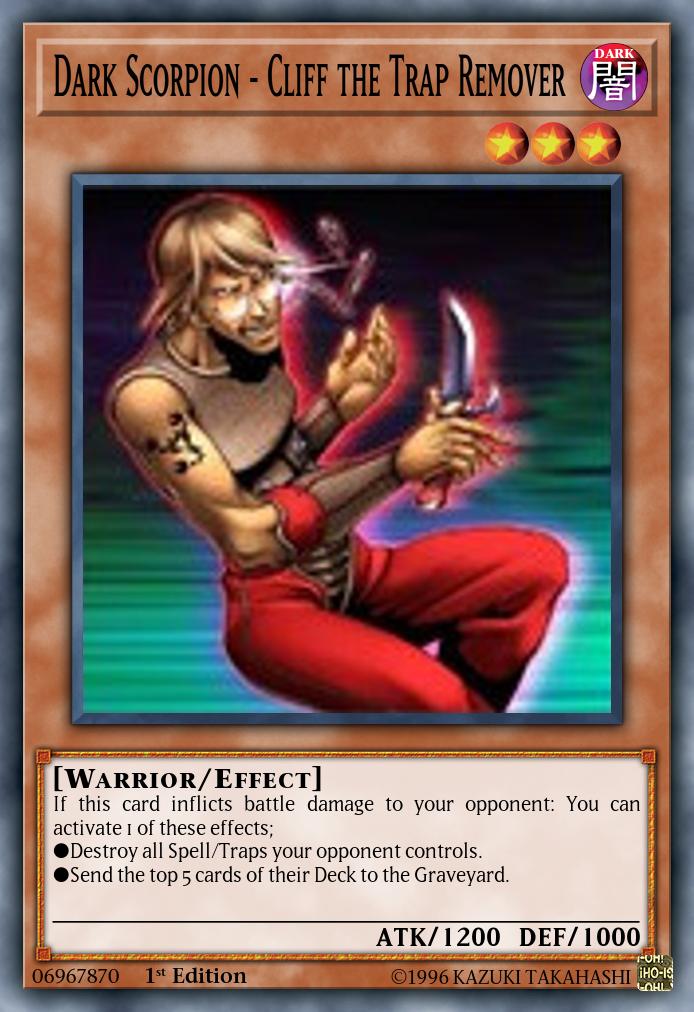 Dark Scorpion - Cliff the Trap Remover
DARK
闇
[Warrior/Effect]
If this card inflicts battle damage to your opponent: You can
activate 1 of these effects;
●Destroy all Spell/Traps your opponent controls.
●Send the top 5 cards of their Deck to the Graveyard.
ATK/1200 DEF/1000
06967870 1st Edition ©1996 KAZUKI TAKAHASHI